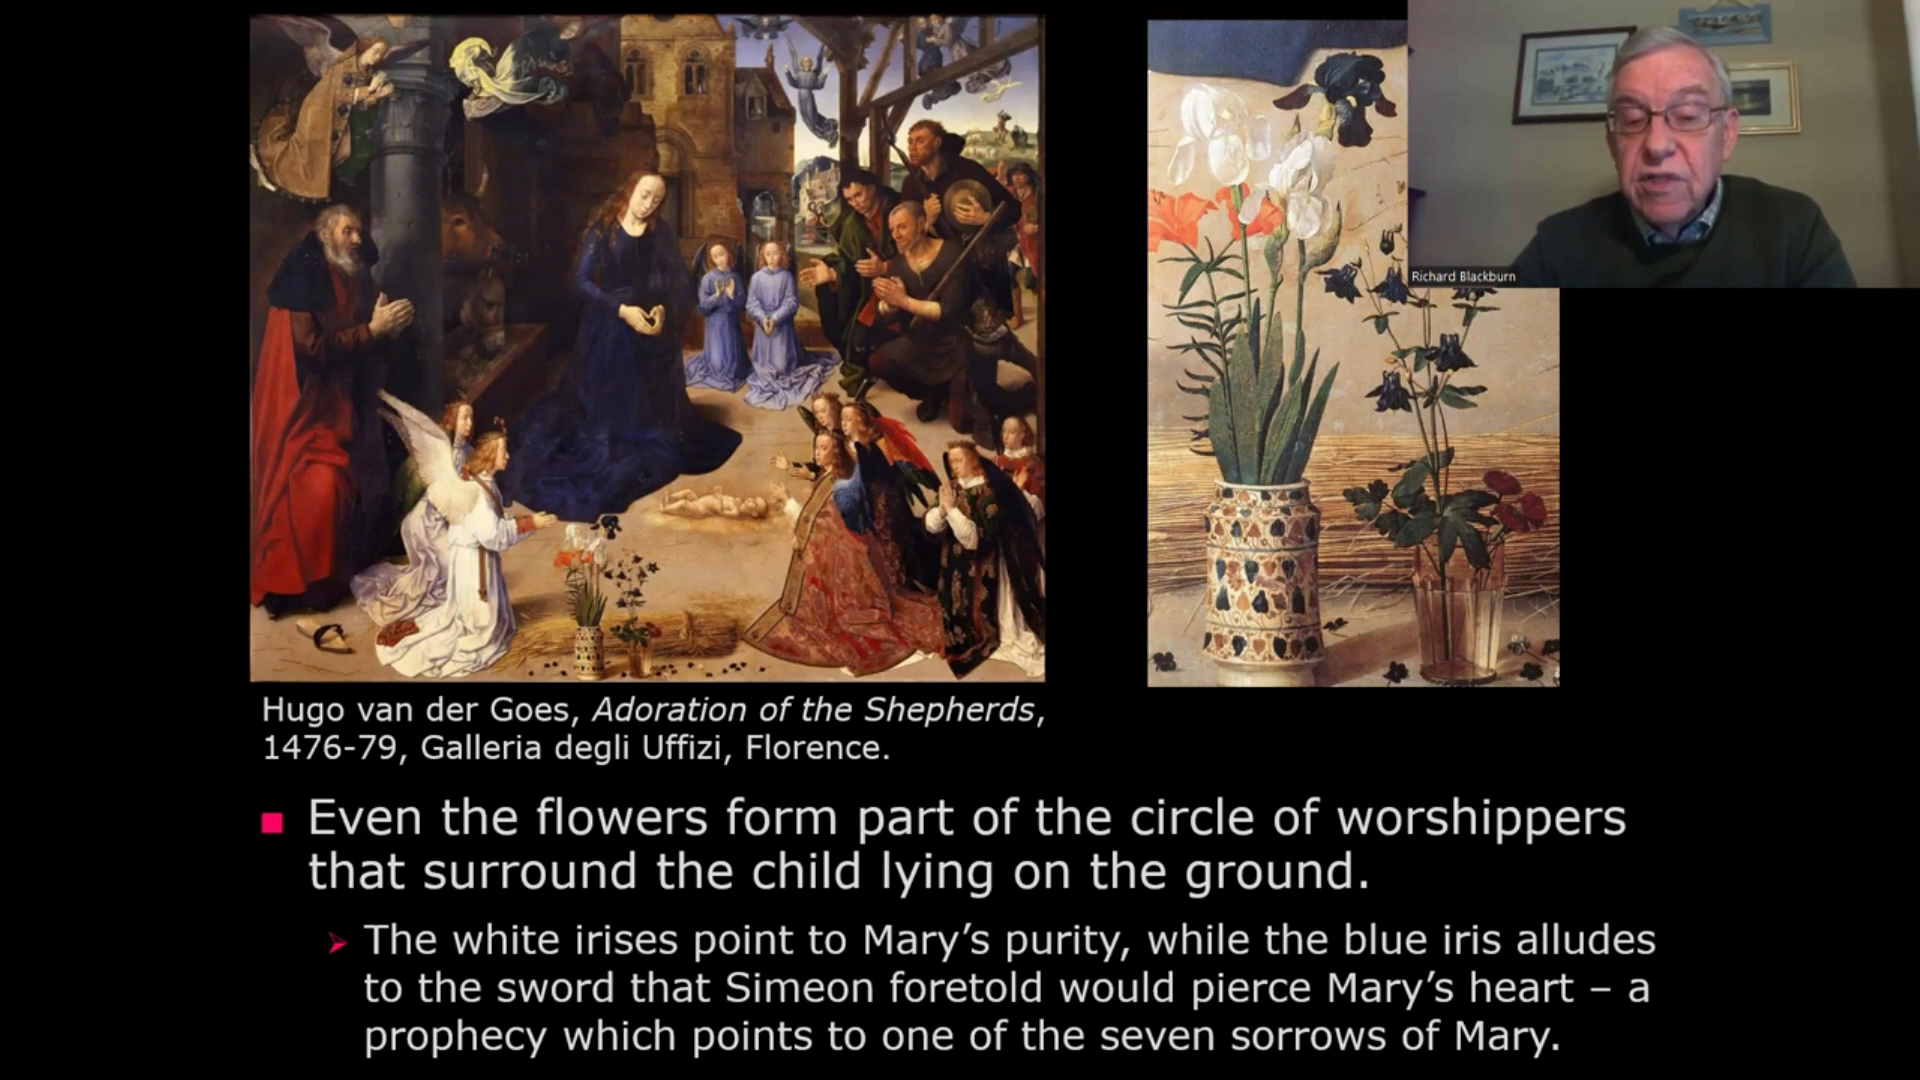 Richard Blackburn
Hugo van der Goes, Adoration of the Shepherds,
1476-79, Galleria degli Uffizi, Florence.
Even the flowers form part of the circle of worshippers
that surround the child lying on the ground.
The white irises point to Mary’s purity, while the blue iris alludes
to the sword that Simeon foretold would pierce Mary’s heart – a
prophecy which points to one of the seven sorrows of Mary.